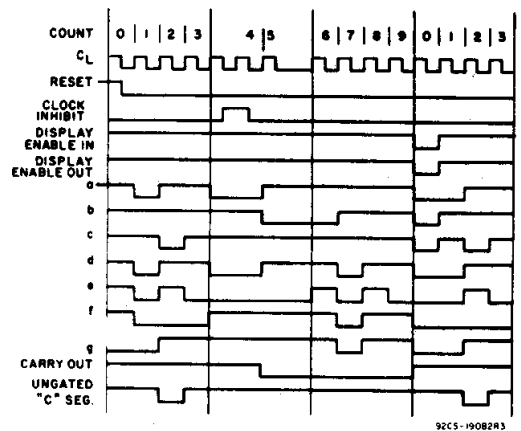 COUNT 0 1 2 3 4 5 6 7 8 9 0 1 2 3
CL
RESET
CLOCK
INHIBIT
DISPLAY
ENABLE IN
DISPLAY
ENABLE OUT
a
b
c
d
e
f
g
CARRY OUT
UNGATED
"C" SEG.
92CS-19082R3